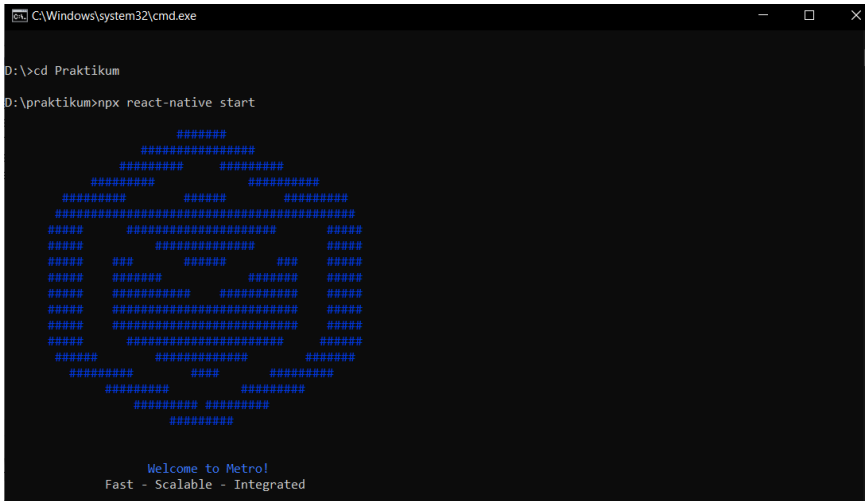 C:\Windows\system32\cmd.exe
D:\>cd Praktikum
D:\praktikum>npx react-native start
#######
################
######### #########
######### ##########
######### ###### #########
##########################################
##### ##################### #####
##### ############## #####
##### ### ###### ### #####
##### ####### ####### #####
##### ########### ########### #####
##### ########################## #####
##### ########################## #####
##### ###################### ######
###### ############# #######
######### #### #########
######### #########
######### #########
#########
Welcome to Metro!
Fast - Scalable - Integrated